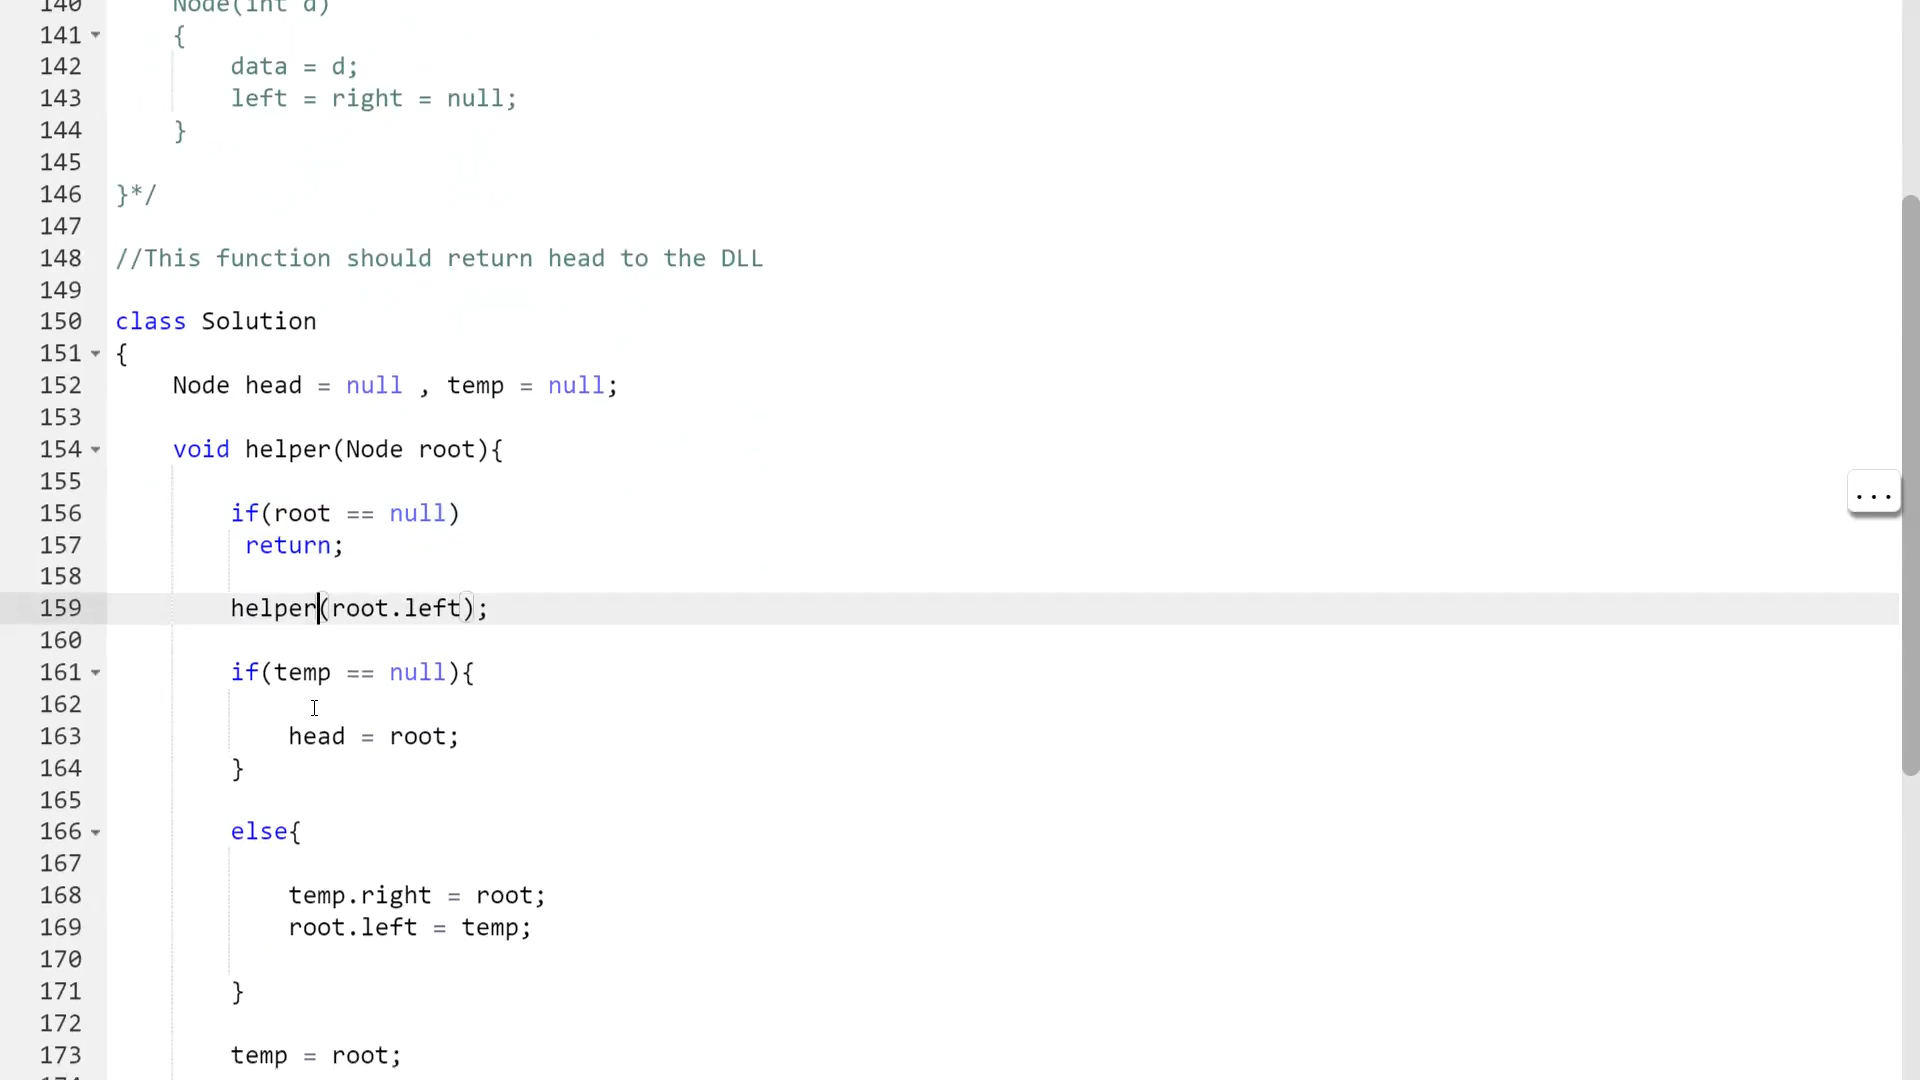 140 Node(int d)
141 {
142 data = d;
143 left = right = null;
144 }
145
146 }*/
147
148 //This function should return head to the DLL
149
150 class Solution
151 {
152 Node head = null , temp = null;
153
154 void helper(Node root){
155
156 if(root == null)
157 return;
158
159 helper(root.left);
160
161 if(temp == null){
162
163 head = root;
164 }
165
166 else{
167
168 temp.right = root;
169 root.left = temp;
170
171 }
172
173 temp = root;
...